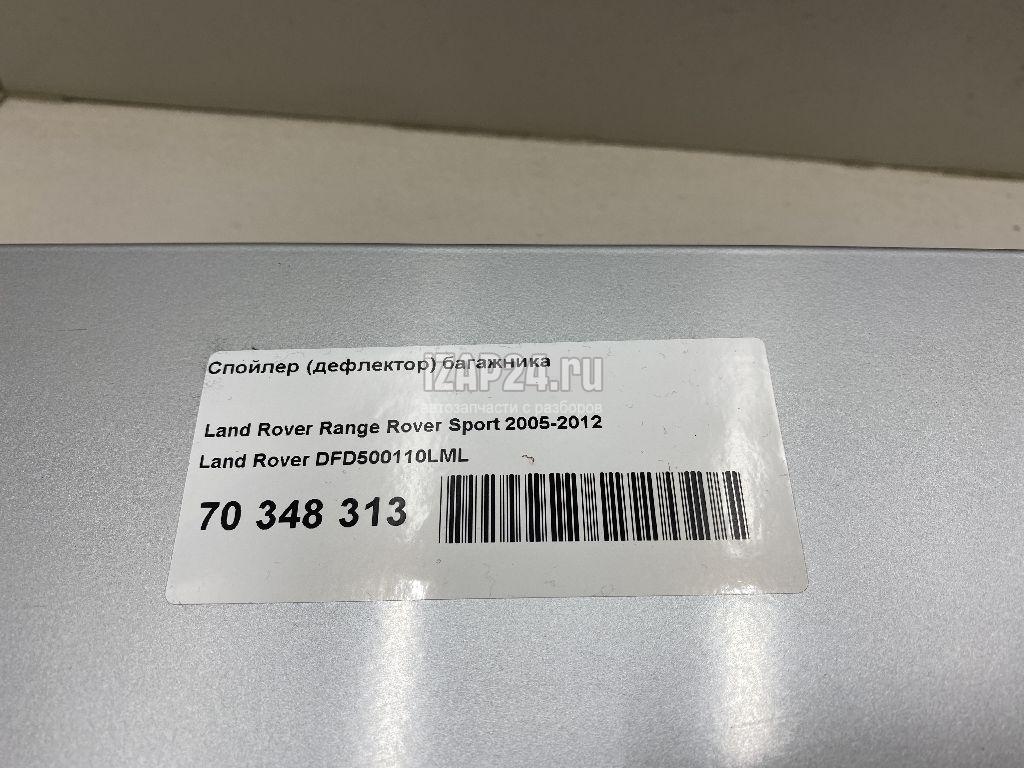 Спойлер (дефлектор) багажника
IZAP24.ru
автозапчасти с разборов
Land Rover Range Rover Sport 2005-2012
Land Rover DFD500110LML
70 348 313